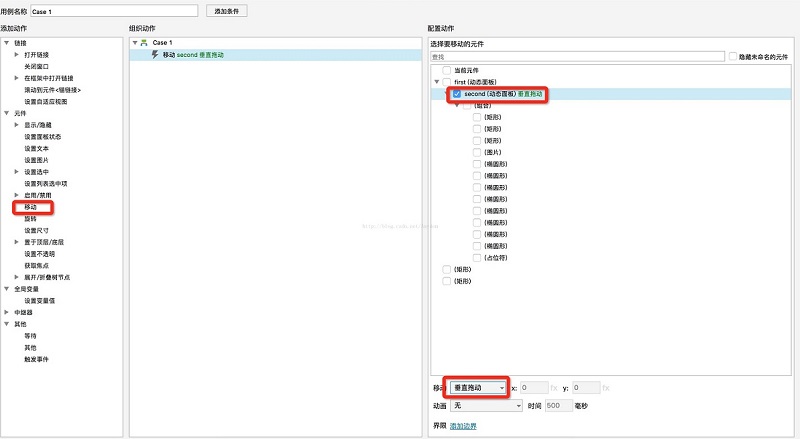 用例名称 Case 1 添加条件
添加动作 组织动作 配置动作
链接
打开链接
关闭窗口
在框架中打开链接
滚动到元件<锚链接>
设置自适应视图
元件
显示/隐藏
设置面板状态
设置文本
设置图片
设置选中
设置列表选中项
启用/禁用
移动
旋转
设置尺寸
置于顶层/底层
设置不透明
获取焦点
展开/折叠树节点
全局变量
设置变量值
中继器
其他
等待
其他
触发事件
Case 1
移动 second 垂直拖动
选择要移动的元件
查找 隐藏未命名的元件
当前元件
first (动态面板)
second (动态面板) 垂直拖动
(组合)
(矩形)
(矩形)
(矩形)
(图片)
(椭圆形)
(椭圆形)
(椭圆形)
(椭圆形)
(椭圆形)
(椭圆形)
(椭圆形)
(椭圆形)
(占位符)
(矩形)
(矩形)
移动 垂直拖动 x: 0 fx y: 0 fx
动画 无 时间 500 毫秒
界限 添加边界